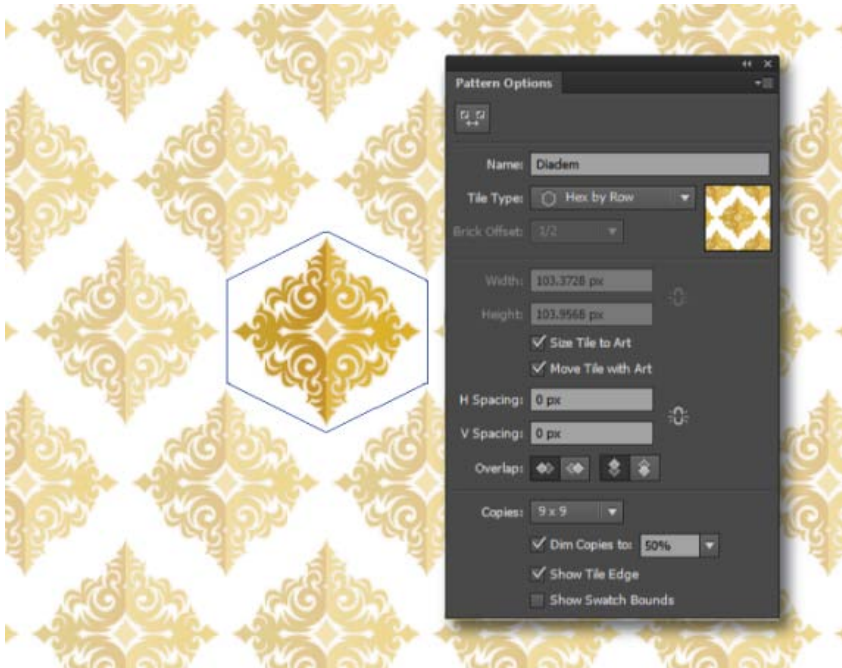 Pattern Options
Name: Diadem
Tile Type: Hex by Row
Brick Offset: 1/2
Width: 103.3728 px
Height: 103.9568 px
Size Tile to Art
Move Tile with Art
H Spacing: 0 px
V Spacing: 0 px
Overlap:
Copies: 9 x 9
Dim Copies to: 50%
Show Tile Edge
Show Swatch Bounds